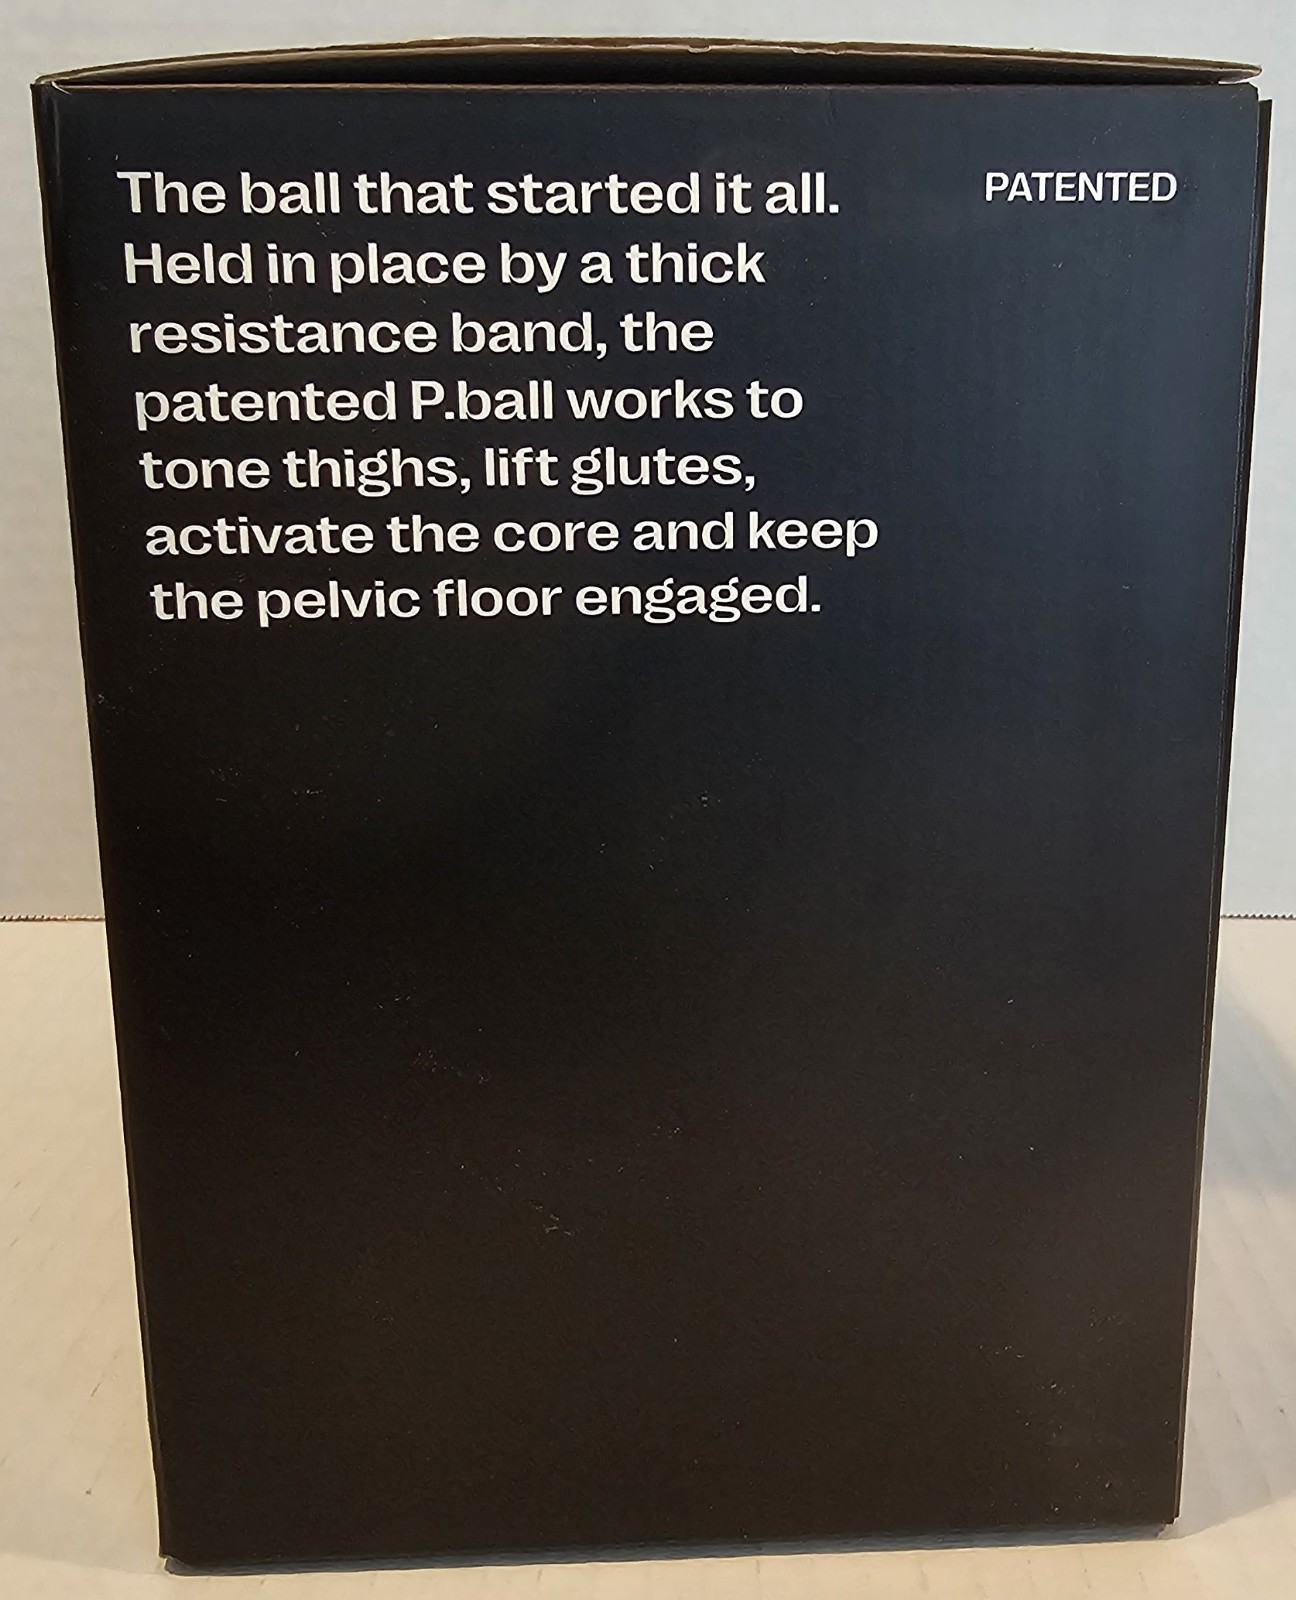 The ball that started it all.
Held in place by a thick
resistance band, the
patented P.ball works to
tone thighs, lift glutes,
activate the core and keep
the pelvic floor engaged.
PATENTED